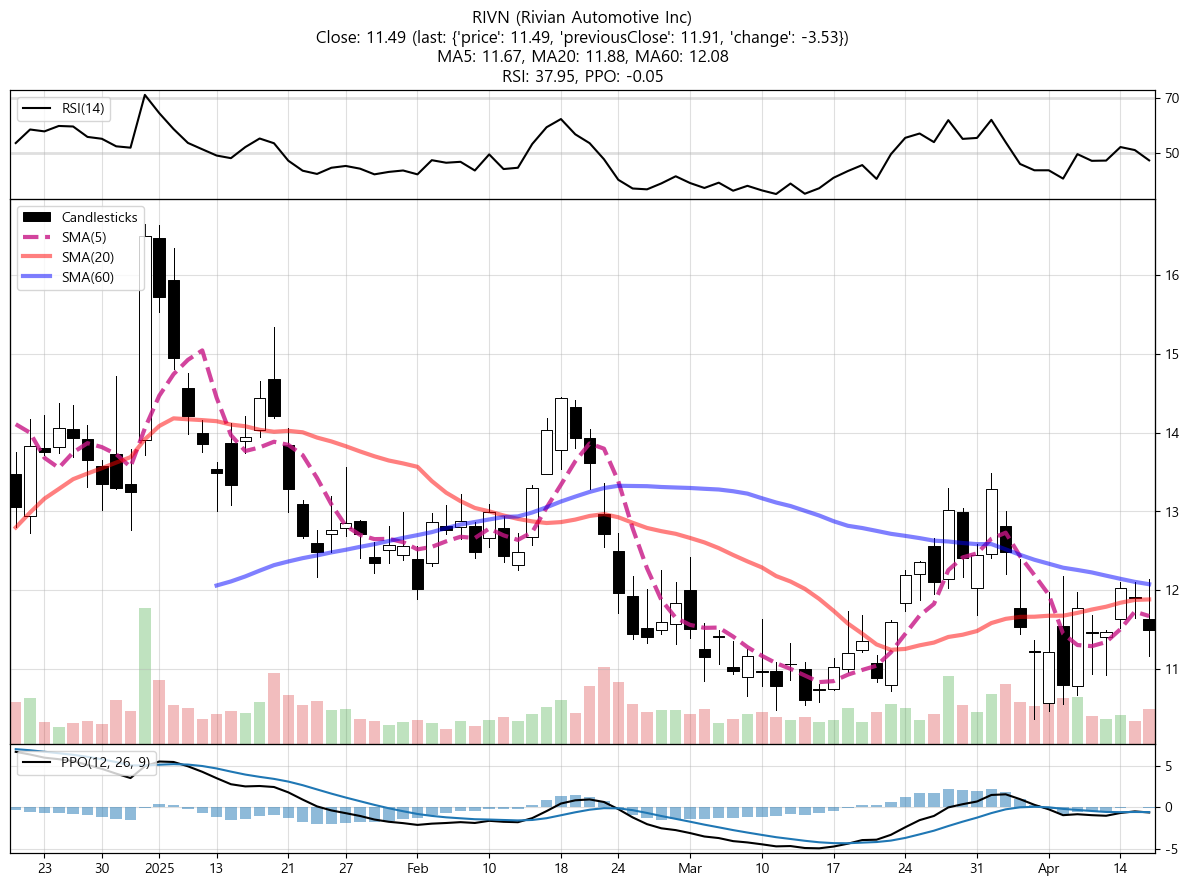 RIVN (Rivian Automotive Inc)
Close: 11.49 (last: {'price': 11.49, 'previousClose': 11.91, 'change': -3.53})
MA5: 11.67, MA20: 11.88, MA60: 12.08
RSI: 37.95, PPO: -0.05
RSI(14)
70
50
Candlesticks
SMA(5)
SMA(20)
SMA(60)
16
15
14
13
12
11
PPO(12, 26, 9)
5
0
-5
23 30 2025 13 21 27 Feb 10 18 24 Mar 10 17 24 31 Apr 14